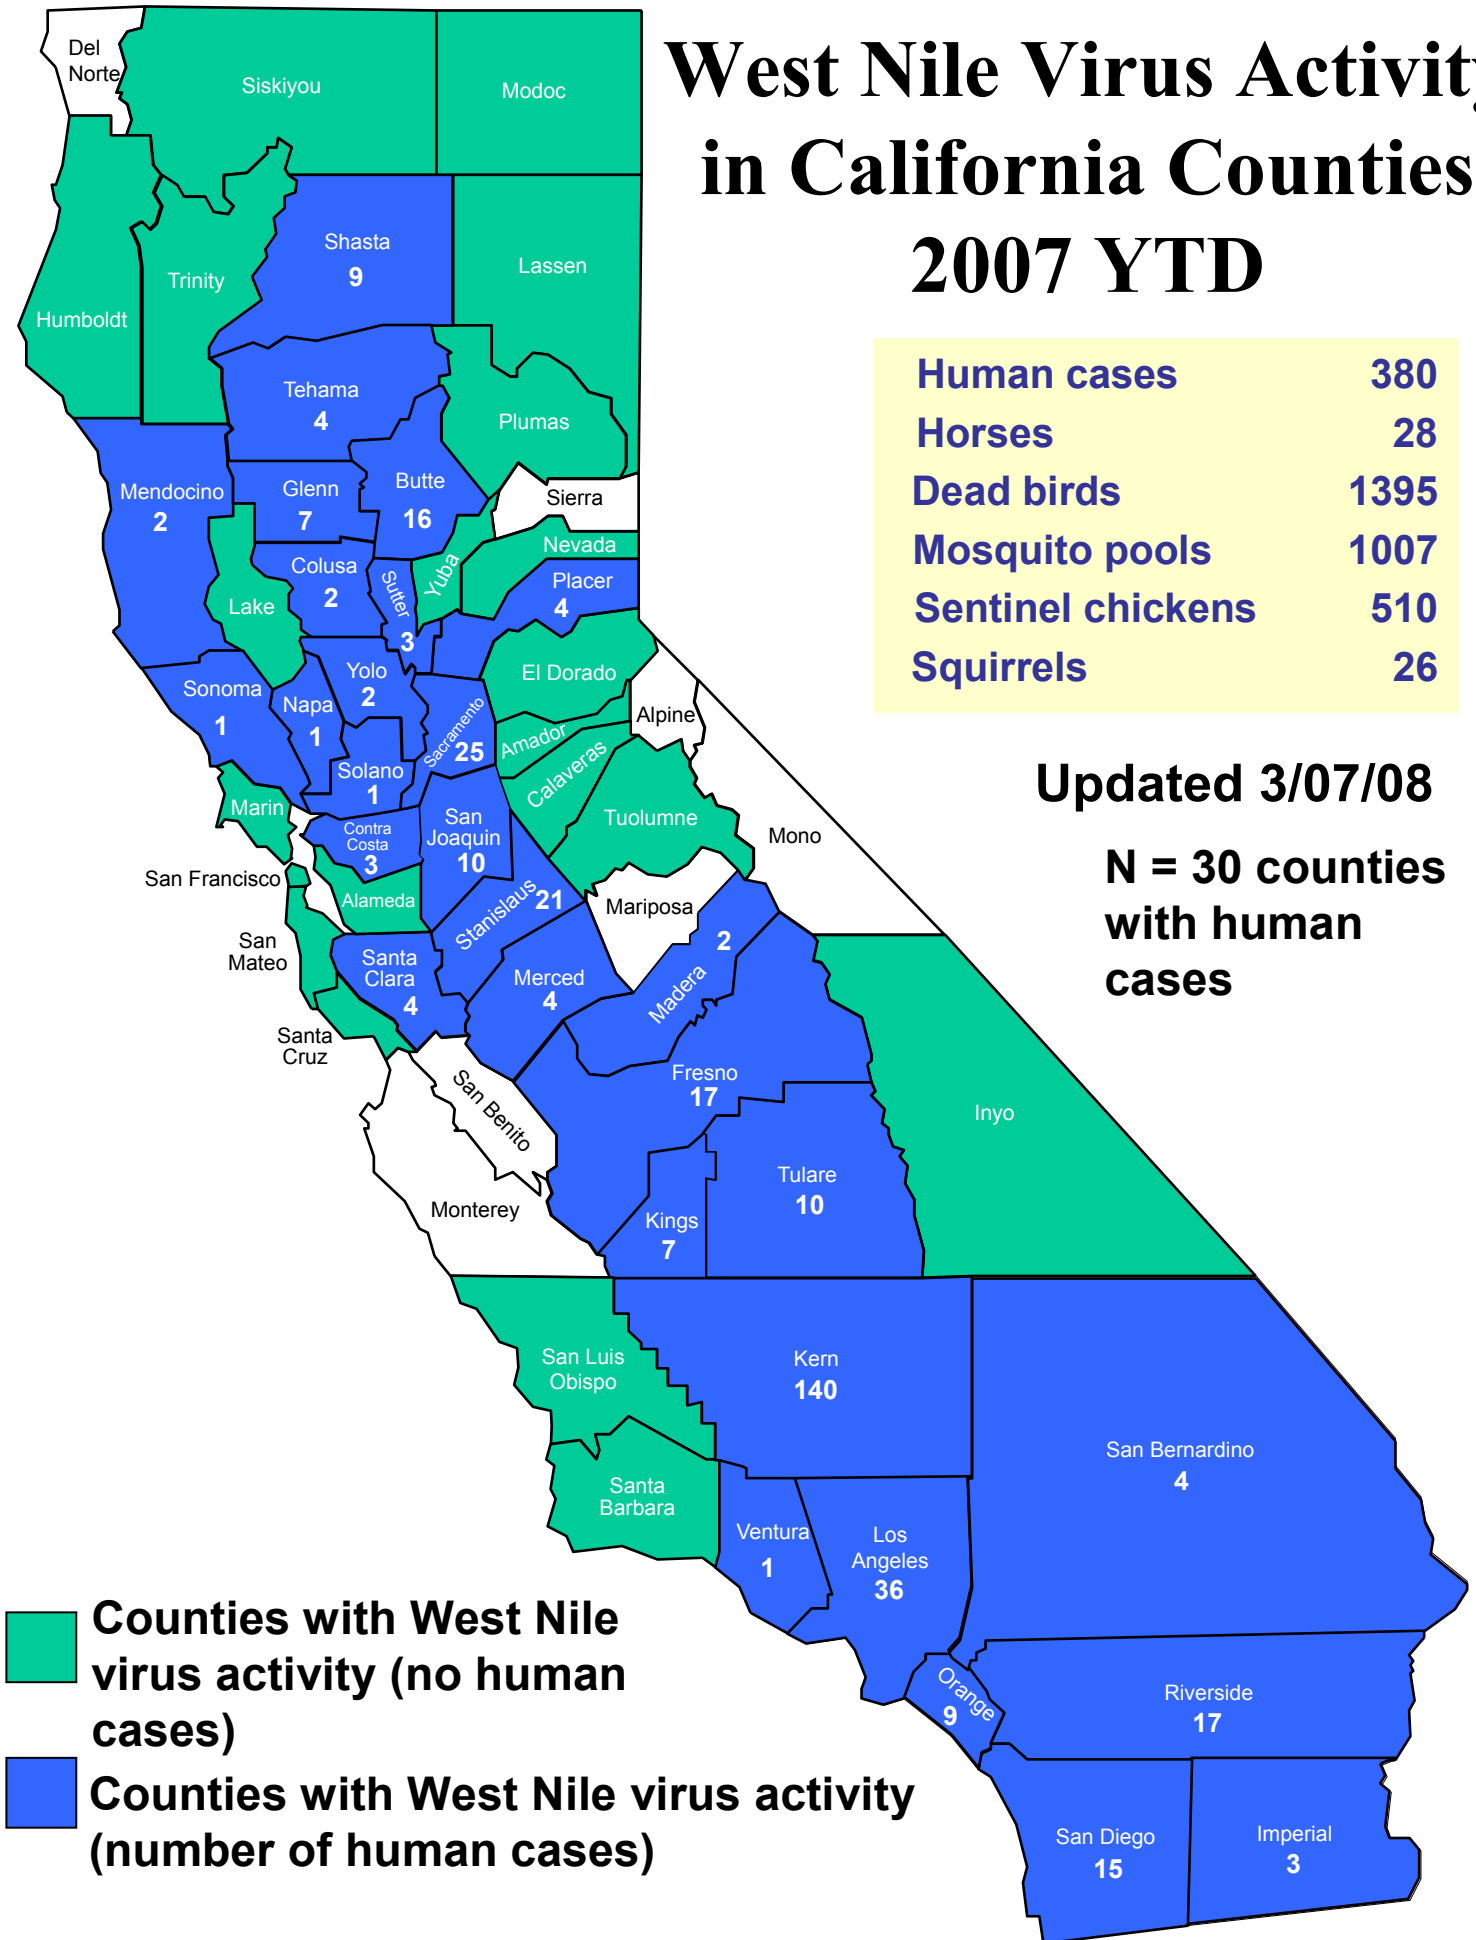 West Nile Virus Activity
in California Counties
2007 YTD
Human cases 380
Horses 28
Dead birds 1395
Mosquito pools 1007
Sentinel chickens 510
Squirrels 26
Updated 3/07/08
N = 30 counties
with human
cases
Del
Norte
Siskiyou
Modoc
Shasta
9
Lassen
Trinity
Humboldt
Tehama
4
Plumas
Mendocino
2
Glenn
7
Butte
16
Sierra
Nevada
Colusa
2
Sutter
3
Yuba
Placer
4
Lake
El Dorado
Sonoma
1
Napa
1
Yolo
2
Sacramento
25
Alpine
Amador
Calaveras
Solano
1
Marin
Contra
Costa
3
San
Joaquin
10
Tuolumne
Mono
San Francisco
Alameda
Stanislaus
21
Mariposa
San
Mateo
Santa
Clara
4
Merced
4
Madera
2
Santa
Cruz
San Benito
Fresno
17
Inyo
Monterey
Kings
7
Tulare
10
San Luis
Obispo
Kern
140
San Bernardino
4
Santa
Barbara
Ventura
1
Los
Angeles
36
Orange
9
Riverside
17
San Diego
15
Imperial
3
Counties with West Nile
virus activity (no human
cases)
Counties with West Nile virus activity
(number of human cases)